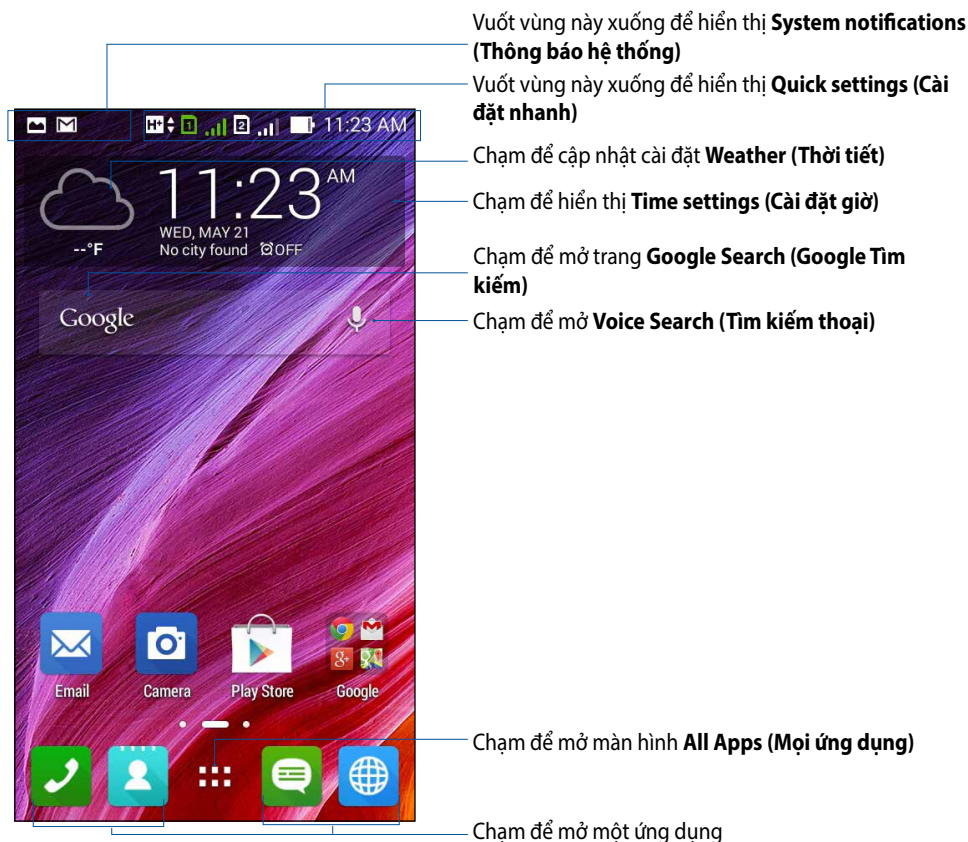 Vuốt vùng này xuống để hiển thị System notifications
(Thông báo hệ thống)
Vuốt vùng này xuống để hiển thị Quick settings (Cài
đặt nhanh)
H+ 1 2 11:23 AM
Chạm để cập nhật cài đặt Weather (Thời tiết)
11:23 AM
Chạm để hiển thị Time settings (Cài đặt giờ)
WED, MAY 21
--°F No city found OFF
Chạm để mở trang Google Search (Google Tìm
kiếm)
Google
Chạm để mở Voice Search (Tìm kiếm thoại)
8+
Email Camera Play Store Google
Chạm để mở màn hình All Apps (Mọi ứng dụng)
Chạm để mở một ứng dụng